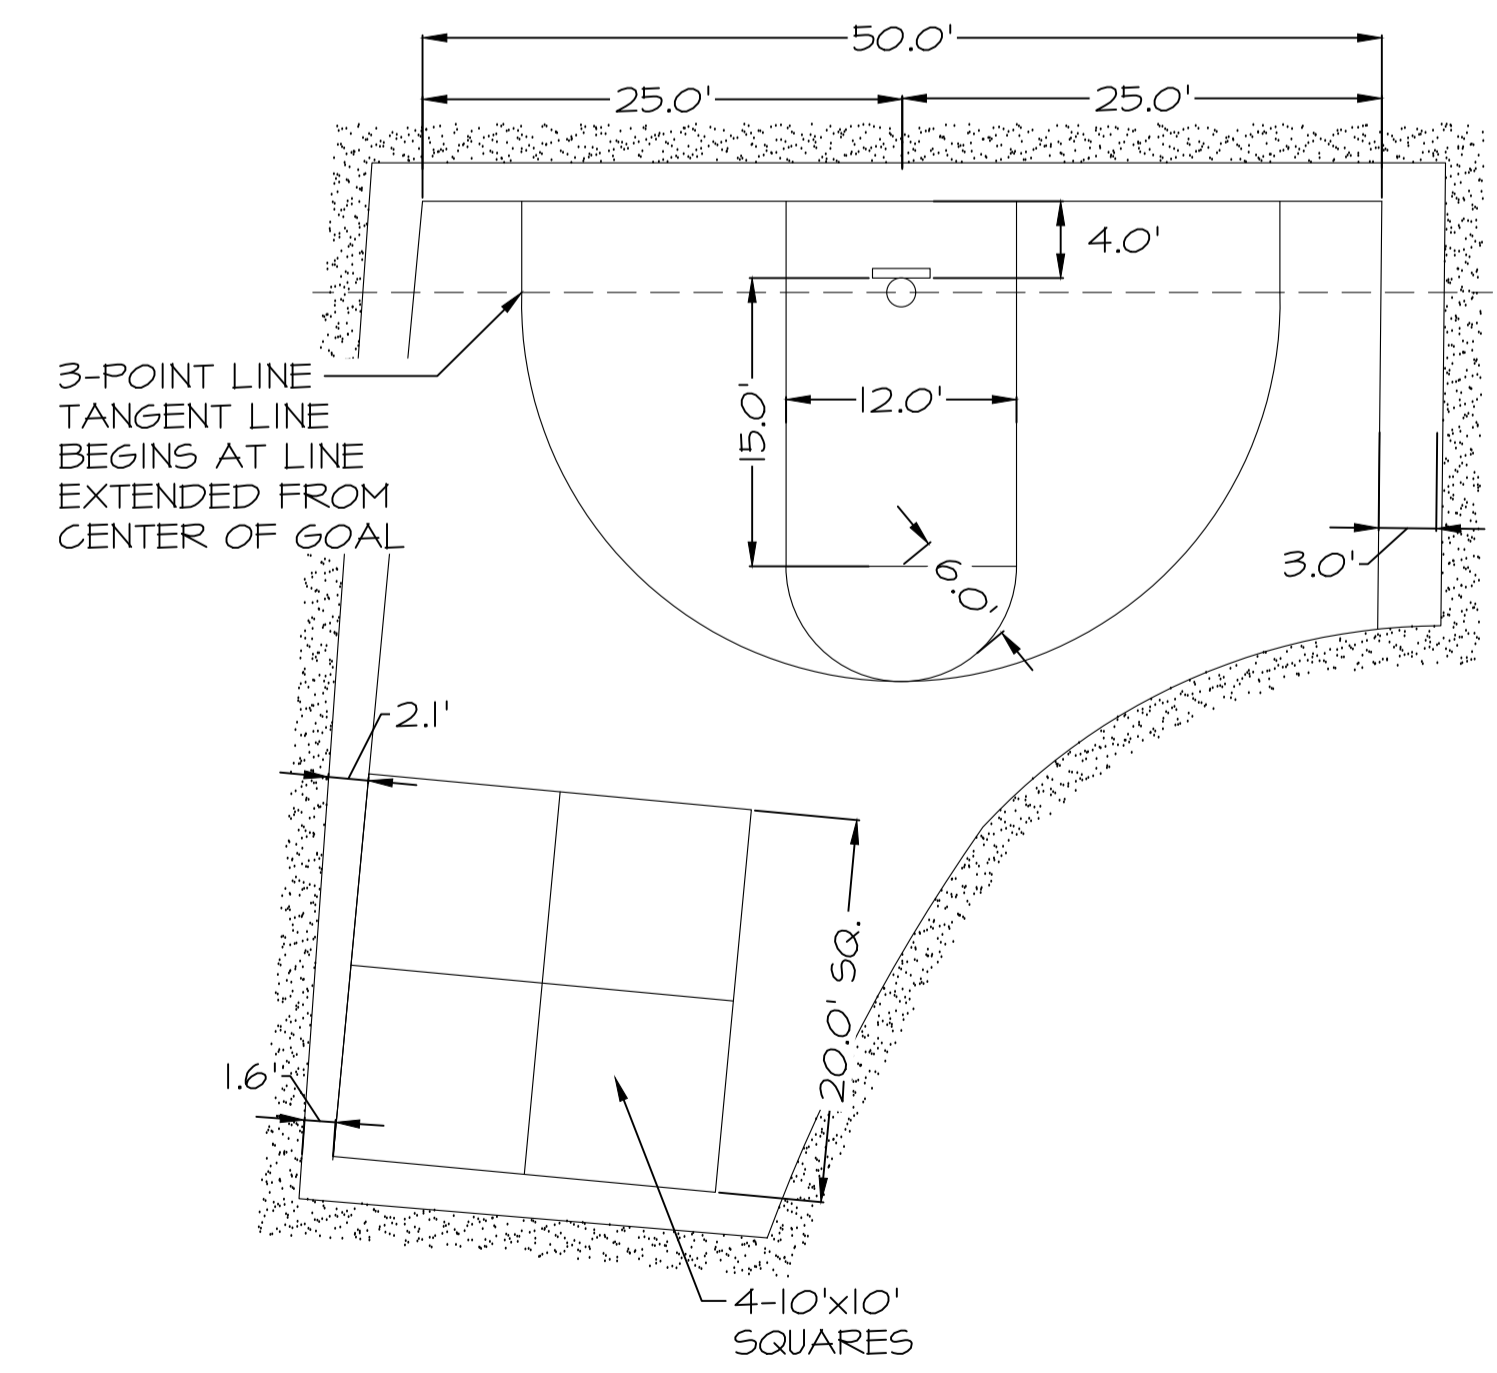 50.0'
25.0'
25.0'
4.0'
3-POINT LINE
TANGENT LINE
BEGINS AT LINE
EXTENDED FROM
CENTER OF GOAL
15.0'
12.0'
6.0'
3.0'
2.1'
20.0' SQ.
1.6'
4-10'x10'
SQUARES